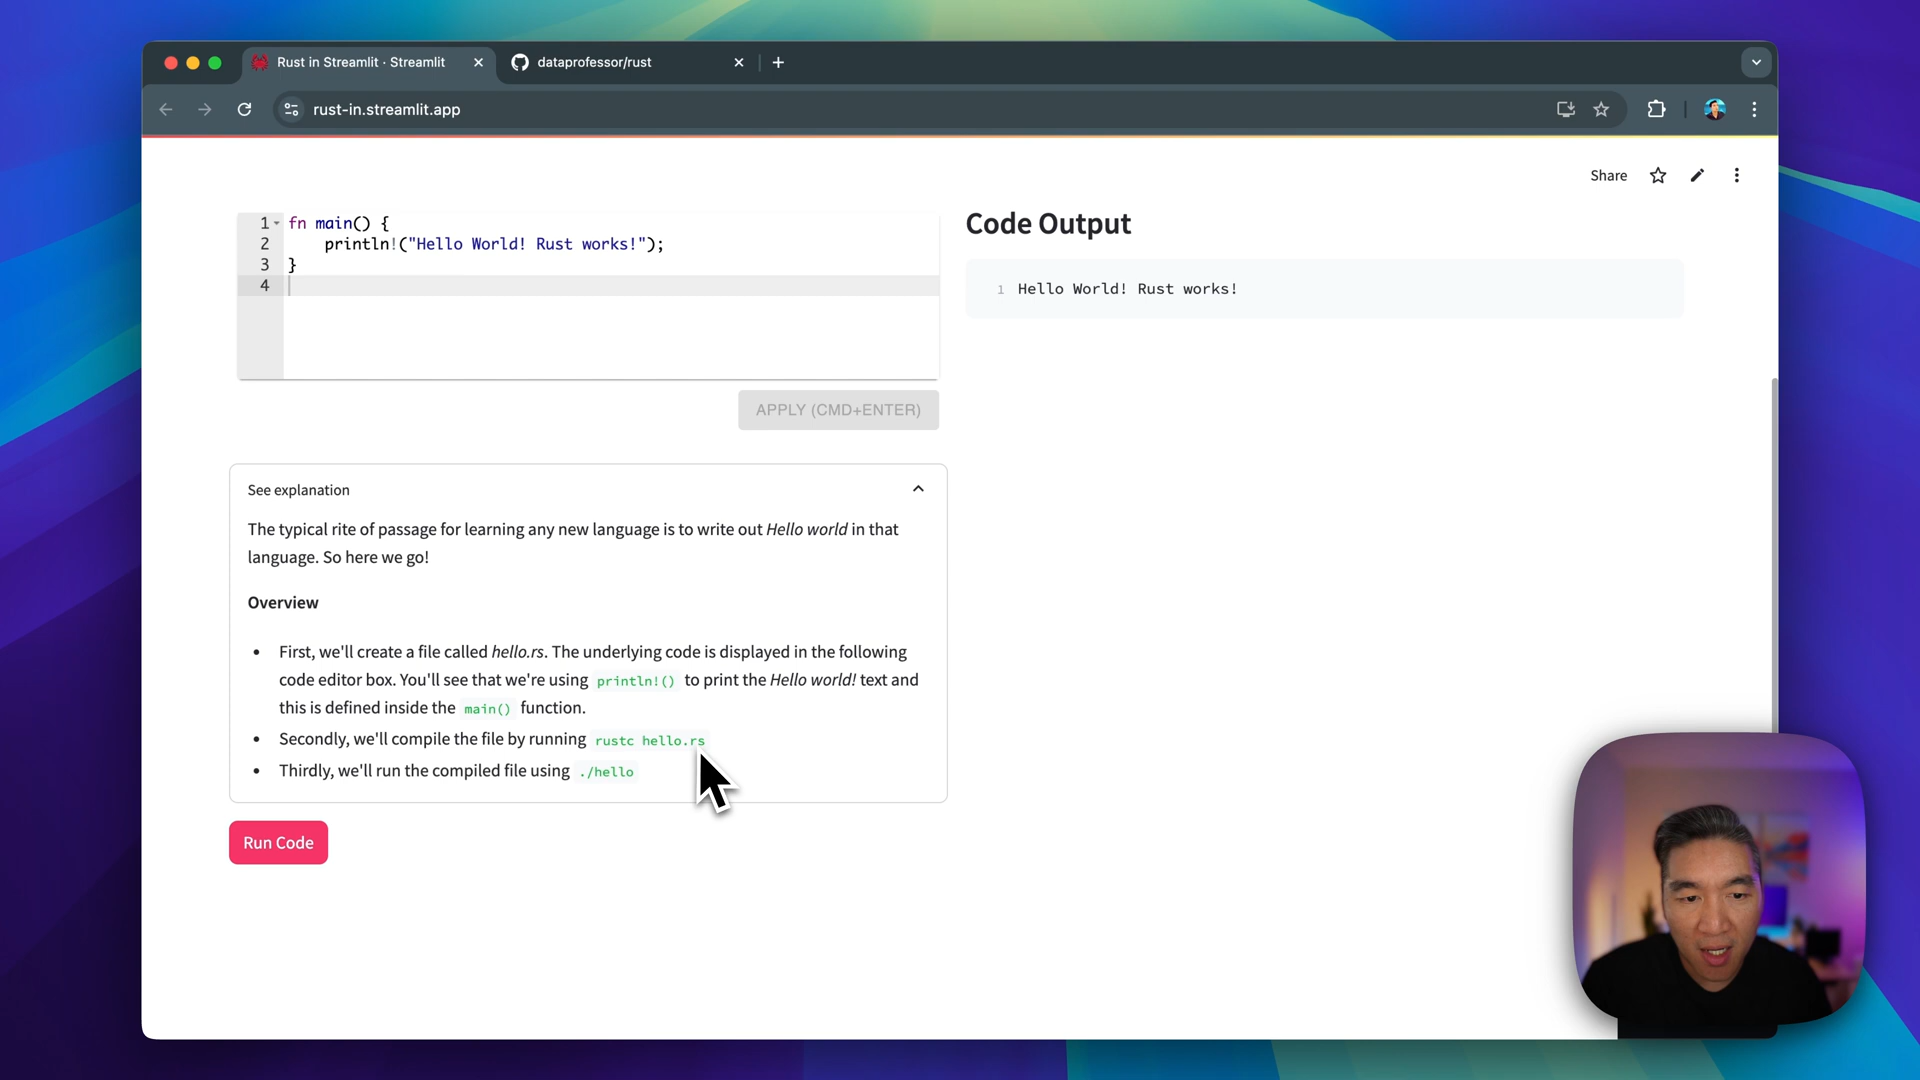 Rust in Streamlit · Streamlit
dataprofessor/rust
rust-in.streamlit.app
Share
1 fn main() {
2 println!("Hello World! Rust works!");
3 }
4
APPLY (CMD+ENTER)
Code Output
1 Hello World! Rust works!
See explanation
The typical rite of passage for learning any new language is to write out Hello world in that
language. So here we go!
Overview
• First, we'll create a file called hello.rs. The underlying code is displayed in the following
code editor box. You'll see that we're using println!() to print the Hello world! text and
this is defined inside the main() function.
• Secondly, we'll compile the file by running rustc hello.rs
• Thirdly, we'll run the compiled file using ./hello
Run Code